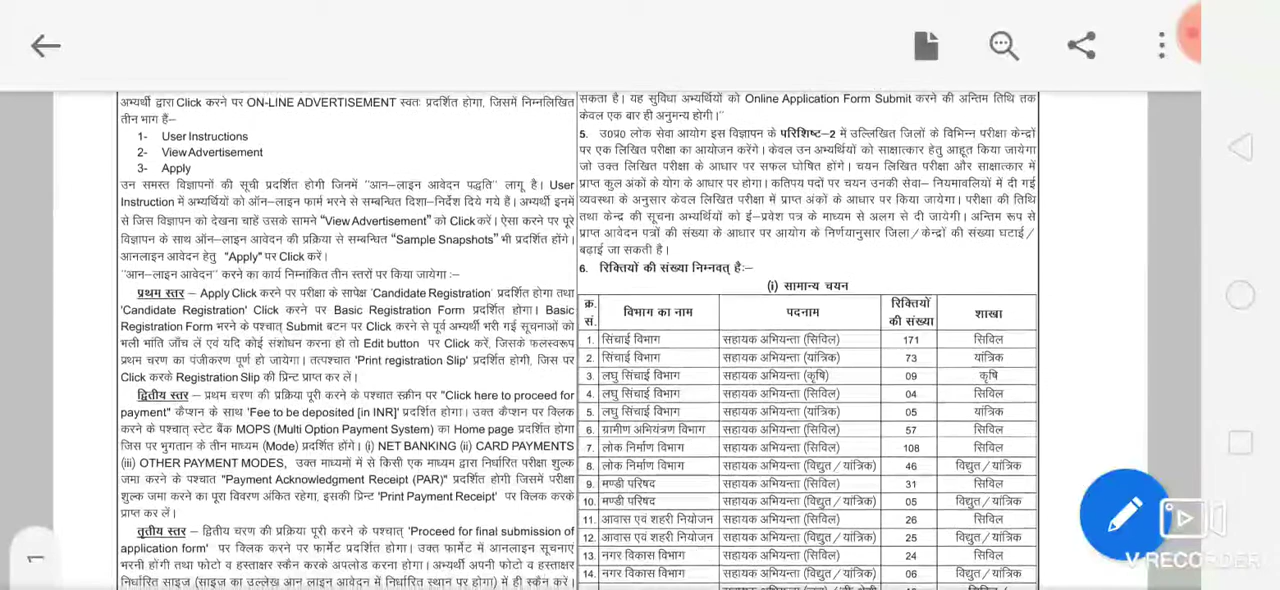 अभ्यर्थी द्वारा Click करने पर ON-LINE ADVERTISEMENT स्वतः प्रदर्शित होगा, जिसमें निम्नलिखित
तीन भाग हैं–
1- User Instructions
2- View Advertisement
3- Apply
उन समस्त विज्ञापनों की सूची प्रदर्शित होगी जिनमें "आन-लाइन आवेदन पद्धति" लागू है। User
Instruction में अभ्यर्थियों को ऑन-लाइन फार्म भरने से सम्बन्धित दिशा-निर्देश दिये गये हैं। अभ्यर्थी इनमें
से जिस विज्ञापन को देखना चाहें उसके सामने "View Advertisement" को Click करें। ऐसा करने पर पूरे
विज्ञापन के साथ ऑन-लाइन आवेदन की प्रक्रिया से सम्बन्धित "Sample Snapshots" भी प्रदर्शित होंगे।
आनलाइन आवेदन हेतु "Apply" पर Click करें।
"आन-लाइन आवेदन" करने का कार्य निम्नांकित तीन स्तरों पर किया जायेगा :–
प्रथम स्तर – Apply Click करने पर परीक्षा के सापेक्ष 'Candidate Registration' प्रदर्शित होगा तथा
'Candidate Registration' Click करने पर Basic Registration Form प्रदर्शित होगा। Basic
Registration Form भरने के पश्चात् Submit बटन पर Click करने से पूर्व अभ्यर्थी भरी गई सूचनाओं को
भली भांति जाँच लें एवं यदि कोई संशोधन करना हो तो Edit button पर Click करें, जिसके फलस्वरूप
प्रथम चरण का पंजीकरण पूर्ण हो जायेगा। तत्पश्चात 'Print registration Slip' प्रदर्शित होगी, जिस पर
Click करके Registration Slip की प्रिन्ट प्राप्त कर लें।
द्वितीय स्तर – प्रथम चरण की प्रक्रिया पूरी करने के पश्चात स्क्रीन पर "Click here to proceed for
payment" कैप्शन के साथ 'Fee to be deposited [in INR]' प्रदर्शित होगा। उक्त कैप्शन पर क्लिक
करने के पश्चात् स्टेट बैंक MOPS (Multi Option Payment System) का Home page प्रदर्शित होगा
जिस पर भुगतान के तीन माध्यम (Mode) प्रदर्शित होंगे। (i) NET BANKING (ii) CARD PAYMENTS
(iii) OTHER PAYMENT MODES, उक्त माध्यमों में से किसी एक माध्यम द्वारा निर्धारित परीक्षा शुल्क
जमा करने के पश्चात "Payment Acknowledgment Receipt (PAR)" प्रदर्शित होगी जिसमें परीक्षा
शुल्क जमा करने का पूरा विवरण अंकित रहेगा, इसकी प्रिन्ट 'Print Payment Receipt' पर क्लिक करके
प्राप्त कर लें।
तृतीय स्तर – द्वितीय चरण की प्रक्रिया पूरी करने के पश्चात् 'Proceed for final submission of
application form' पर क्लिक करने पर फार्मेट प्रदर्शित होगा। उक्त फार्मेट में आनलाइन सूचनाएं
भरनी होंगी तथा फोटो व हस्ताक्षर स्कैन करके अपलोड करना होगा। अभ्यर्थी अपनी फोटो व हस्ताक्षर
निर्धारित साइज (साइज का उल्लेख आन लाइन आवेदन में निर्धारित स्थान पर होगा) में ही स्कैन करें।
सकता है। यह सुविधा अभ्यर्थियों को Online Application Form Submit करने की अन्तिम तिथि तक
केवल एक बार ही अनुमन्य होगी।"
5. उ0प्र0 लोक सेवा आयोग इस विज्ञापन के परिशिष्ट-2 में उल्लिखित जिलों के विभिन्न परीक्षा केन्द्रों
पर एक लिखित परीक्षा का आयोजन करेंगे। केवल उन अभ्यर्थियों को साक्षात्कार हेतु आहूत किया जायेगा
जो उक्त लिखित परीक्षा के आधार पर सफल घोषित होंगे। चयन लिखित परीक्षा और साक्षात्कार में
प्राप्त कुल अंकों के योग के आधार पर होगा। कतिपय पदों पर चयन उनकी सेवा- नियमावलियों में दी गई
व्यवस्था के अनुसार केवल लिखित परीक्षा में प्राप्त अंकों के आधार पर किया जायेगा। परीक्षा की तिथि
तथा केन्द्र की सूचना अभ्यर्थियों को ई-प्रवेश पत्र के माध्यम से अलग से दी जायेगी। अन्तिम रूप से
प्राप्त आवेदन पत्रों की संख्या के आधार पर आयोग के निर्णयानुसार जिला/केन्द्रों की संख्या घटाई/
बढ़ाई जा सकती है।
6. रिक्तियों की संख्या निम्नवत् हैः–
(i) सामान्य चयन
क्र. सं. विभाग का नाम पदनाम रिक्तियों की संख्या शाखा
1. सिंचाई विभाग सहायक अभियन्ता (सिविल) 171 सिविल
2. सिंचाई विभाग सहायक अभियन्ता (यांत्रिक) 73 यांत्रिक
3. लघु सिंचाई विभाग सहायक अभियन्ता (कृषि) 09 कृषि
4. लघु सिंचाई विभाग सहायक अभियन्ता (सिविल) 04 सिविल
5. लघु सिंचाई विभाग सहायक अभियन्ता (यांत्रिक) 05 यांत्रिक
6. ग्रामीण अभियंत्रण विभाग सहायक अभियन्ता (सिविल) 57 सिविल
7. लोक निर्माण विभाग सहायक अभियन्ता (सिविल) 108 सिविल
8. लोक निर्माण विभाग सहायक अभियन्ता (विद्युत/यांत्रिक) 46 विद्युत/यांत्रिक
9. मण्डी परिषद सहायक अभियन्ता (सिविल) 31 सिविल
10. मण्डी परिषद सहायक अभियन्ता (विद्युत/यांत्रिक) 05 विद्युत/यांत्रिक
11. आवास एवं शहरी नियोजन सहायक अभियन्ता (सिविल) 26 सिविल
12. आवास एवं शहरी नियोजन सहायक अभियन्ता (विद्युत/यांत्रिक) 25 विद्युत/यांत्रिक
13. नगर विकास विभाग सहायक अभियन्ता (सिविल) 24 सिविल
14. नगर विकास विभाग सहायक अभियन्ता (विद्युत/यांत्रिक) 06 विद्युत/यांत्रिक
1
V RECORDER